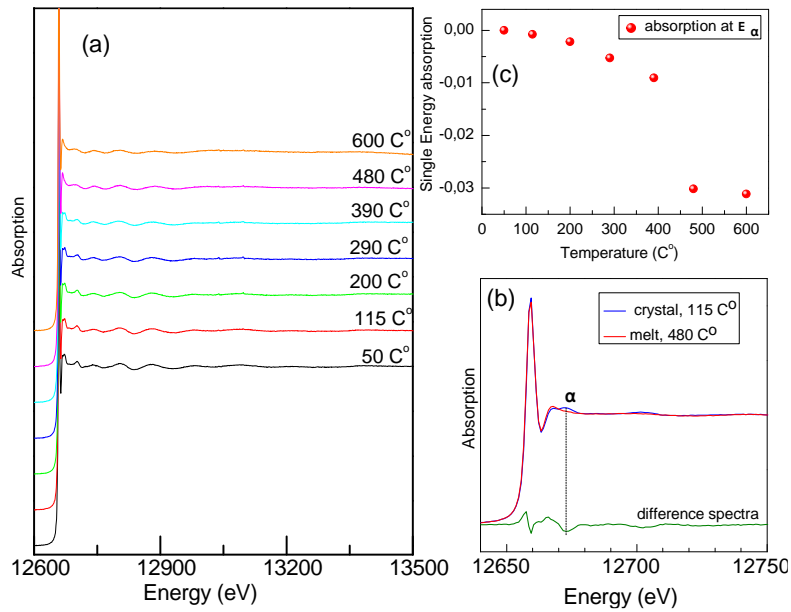 (a)
Absorption
600 C°
480 C°
390 C°
290 C°
200 C°
115 C°
50 C°
12600 12900 13200 13500
Energy (eV)
(c)
Single Energy absorption
0,00
-0,01
-0,02
-0,03
absorption at E α
0 100 200 300 400 500 600
Temperature (C°)
(b)
crystal, 115 C°
melt, 480 C°
α
Absorption
difference spectra
12650 12700 12750
Energy (eV)